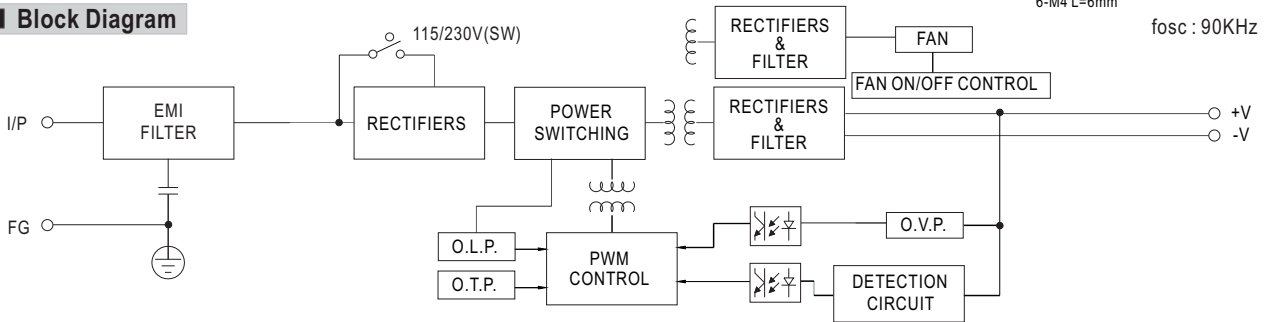 6-M4 L=6mm
Block Diagram
fosc : 90KHz
115/230V(SW)
RECTIFIERS
&
FILTER
FAN
FAN ON/OFF CONTROL
I/P
EMI
FILTER
RECTIFIERS
POWER
SWITCHING
RECTIFIERS
&
FILTER
+V
-V
FG
O.L.P.
O.T.P.
PWM
CONTROL
O.V.P.
DETECTION
CIRCUIT